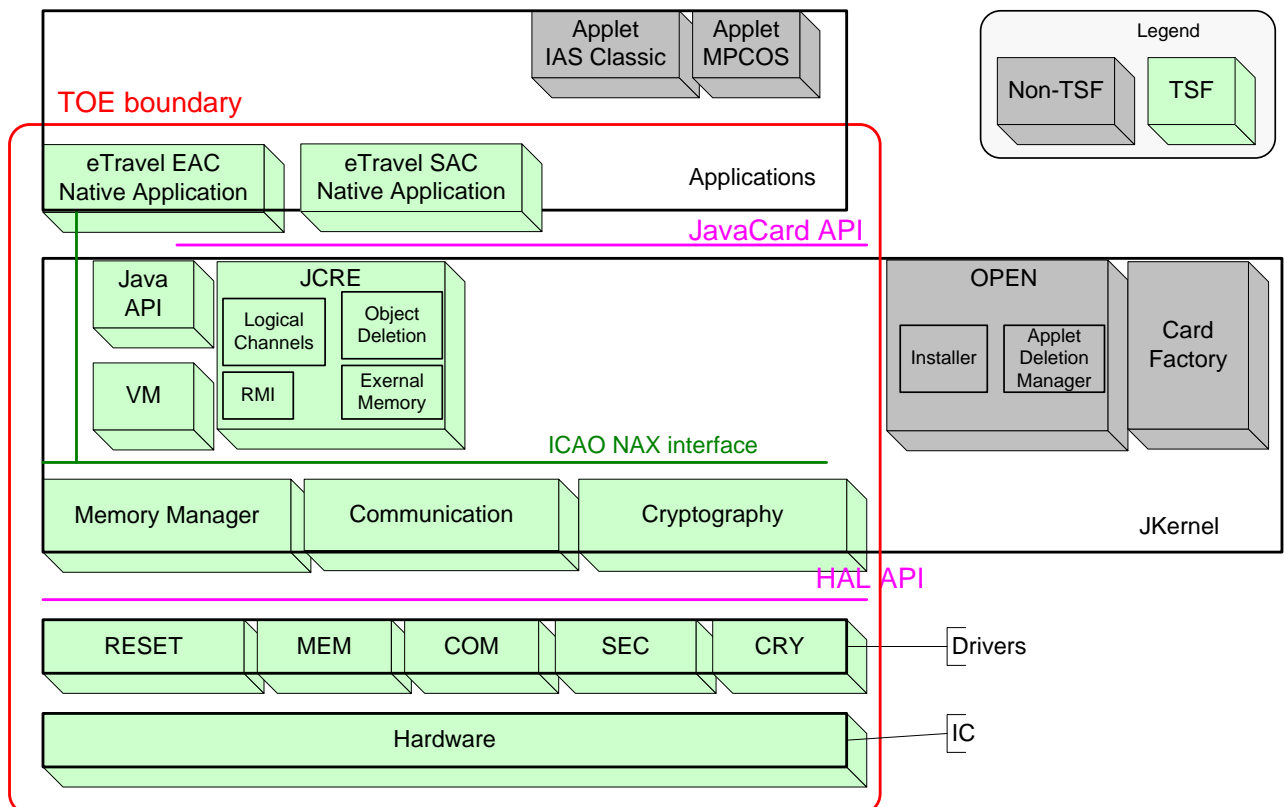 Applet
IAS Classic
Applet
MPCOS
Legend
Non-TSF
TSF
TOE boundary
eTravel EAC
Native Application
eTravel SAC
Native Application
Applications
JavaCard API
Java
API
JCRE
Logical
Channels
Object
Deletion
VM
RMI
Exernal
Memory
OPEN
Installer
Applet
Deletion
Manager
Card
Factory
ICAO NAX interface
Memory Manager
Communication
Cryptography
JKernel
HAL API
RESET
MEM
COM
SEC
CRY
Drivers
Hardware
IC